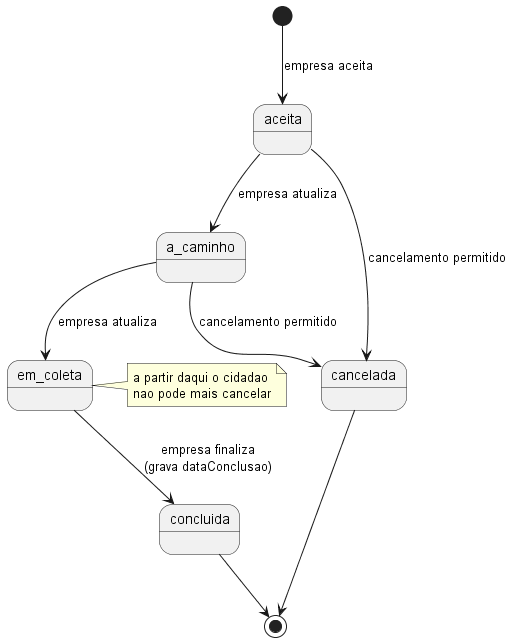 empresa aceita
aceita
empresa atualiza
a_caminho
cancelamento permitido
empresa atualiza
cancelamento permitido
em_coleta
a partir daqui o cidadao
nao pode mais cancelar
cancelada
empresa finaliza
(grava dataConclusao)
concluida